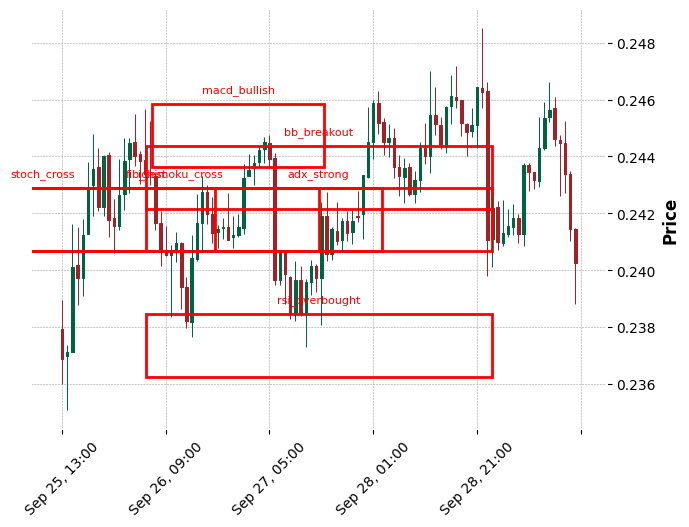 macd_bullish
bb_breakout
stoch_cross
ichimoku_cross
adx_strong
rsi_overbought
0.248
0.246
0.244
0.242
0.240
0.238
0.236
Price
Sep 25, 13:00
Sep 26, 09:00
Sep 27, 05:00
Sep 28, 01:00
Sep 28, 21:00